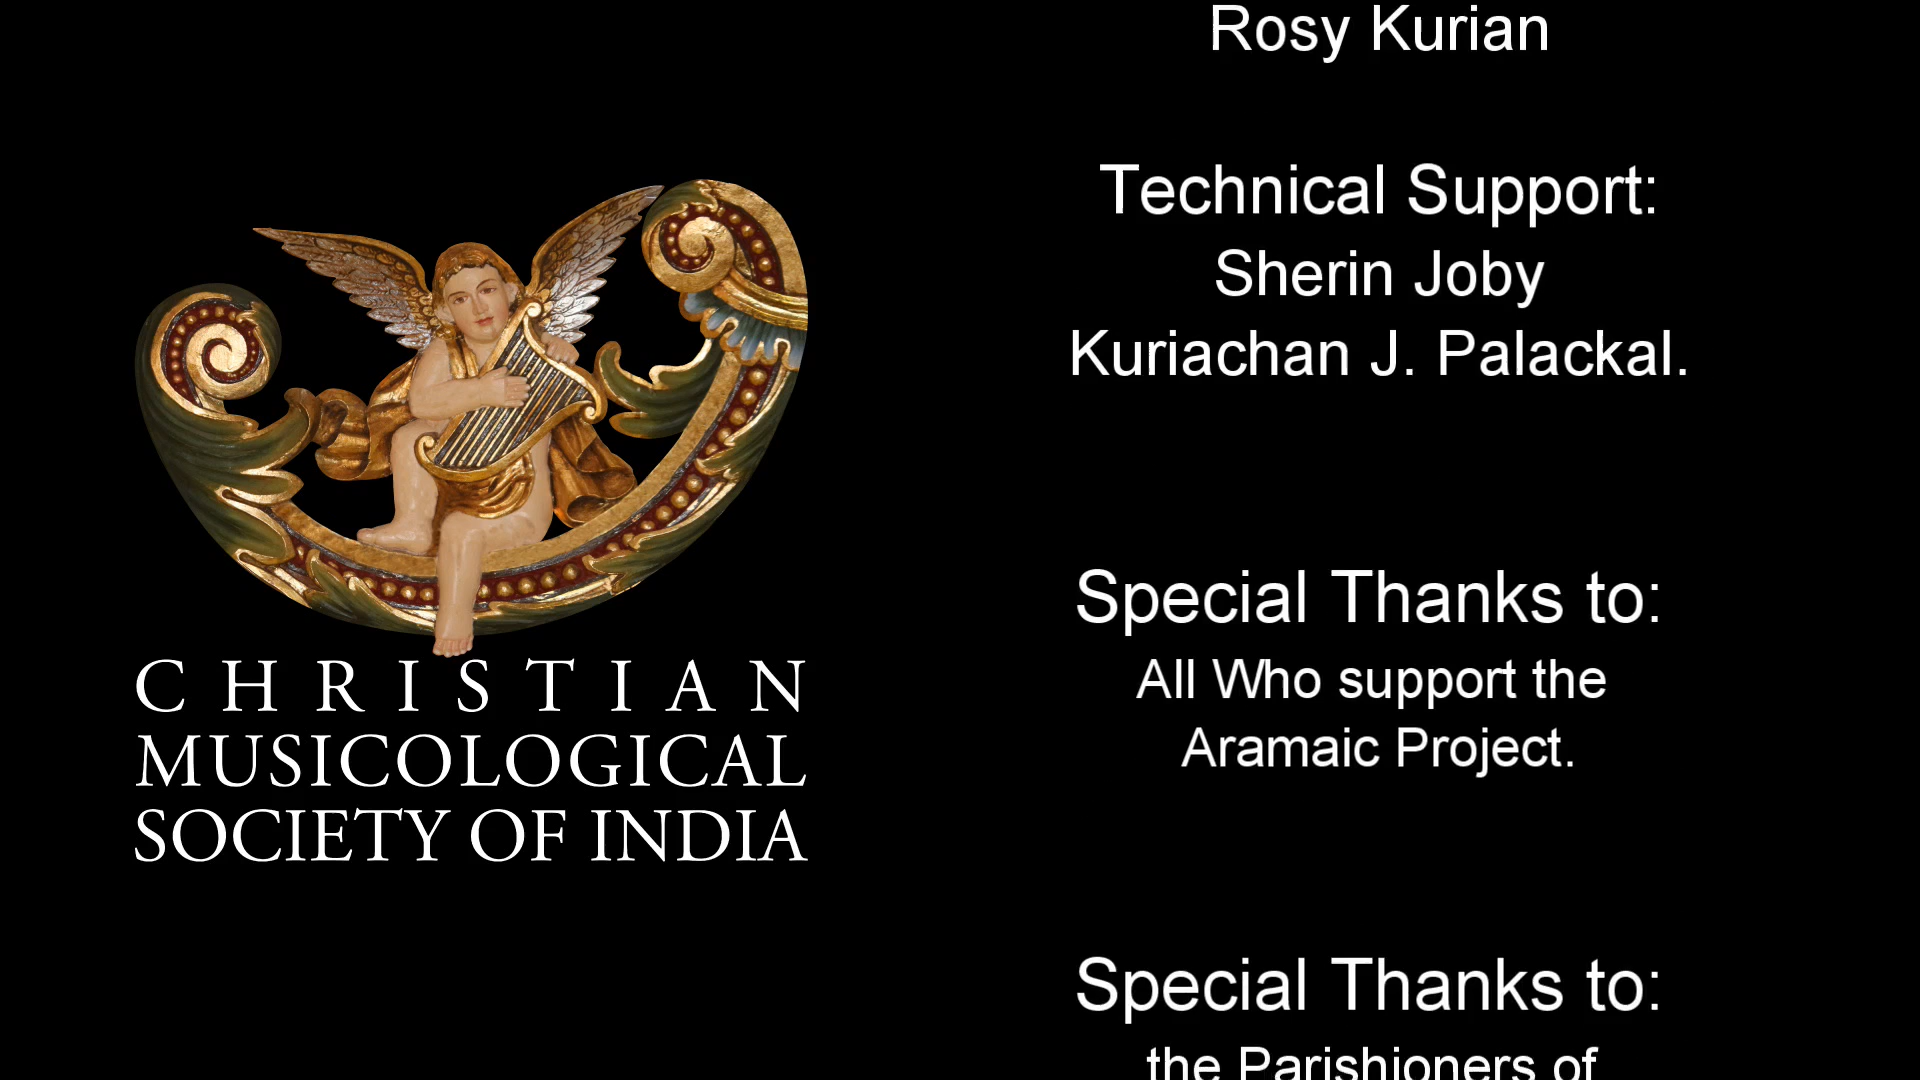 Rosy Kurian
Technical Support:
Sherin Joby
Kuriachan J. Palackal.
Special Thanks to:
All Who support the
Aramaic Project.
Special Thanks to:
the Parishioners of
CHRISTIAN
MUSICOLOGICAL
SOCIETY OF INDIA